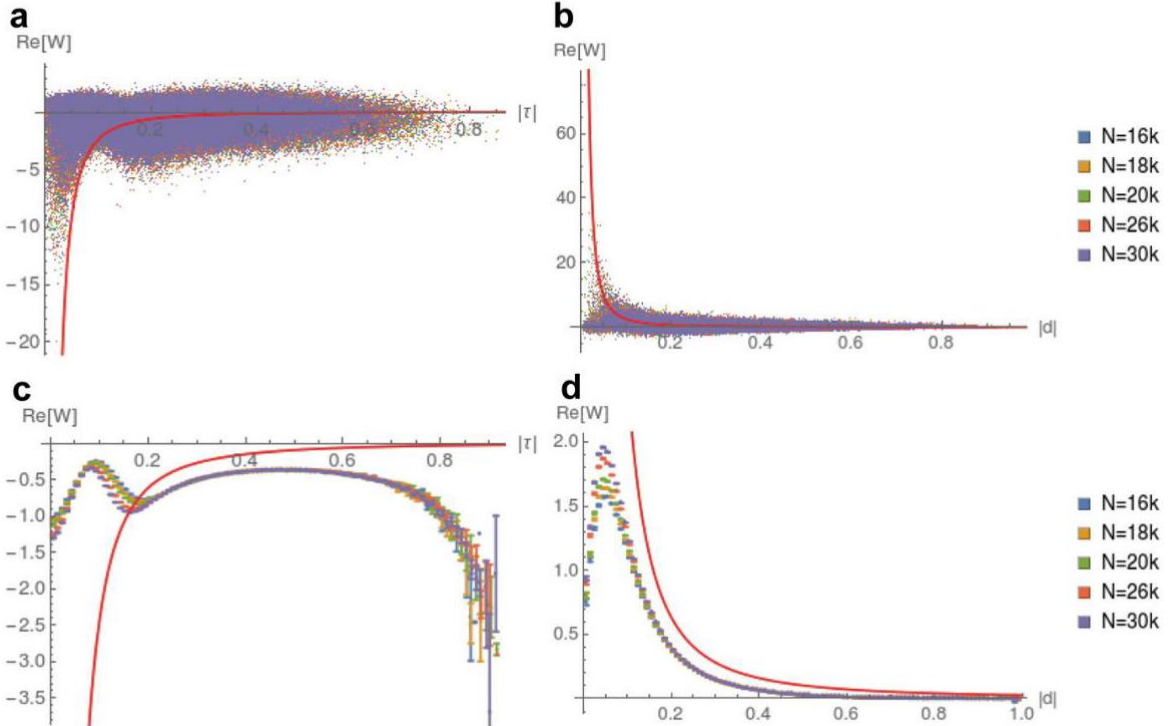 a
Re[W]
|τ|
0.2 0.4 0.6 0.8
−5
−10
−15
−20
b
Re[W]
60
40
20
0.2 0.4 0.6 0.8
|d|
N=16k
N=18k
N=20k
N=26k
N=30k
c
Re[W]
|τ|
0.2 0.4 0.6 0.8
−0.5
−1.0
−1.5
−2.0
−2.5
−3.0
−3.5
d
Re[W]
2.0
1.5
1.0
0.5
0.2 0.4 0.6 0.8 1.0
|d|
N=16k
N=18k
N=20k
N=26k
N=30k